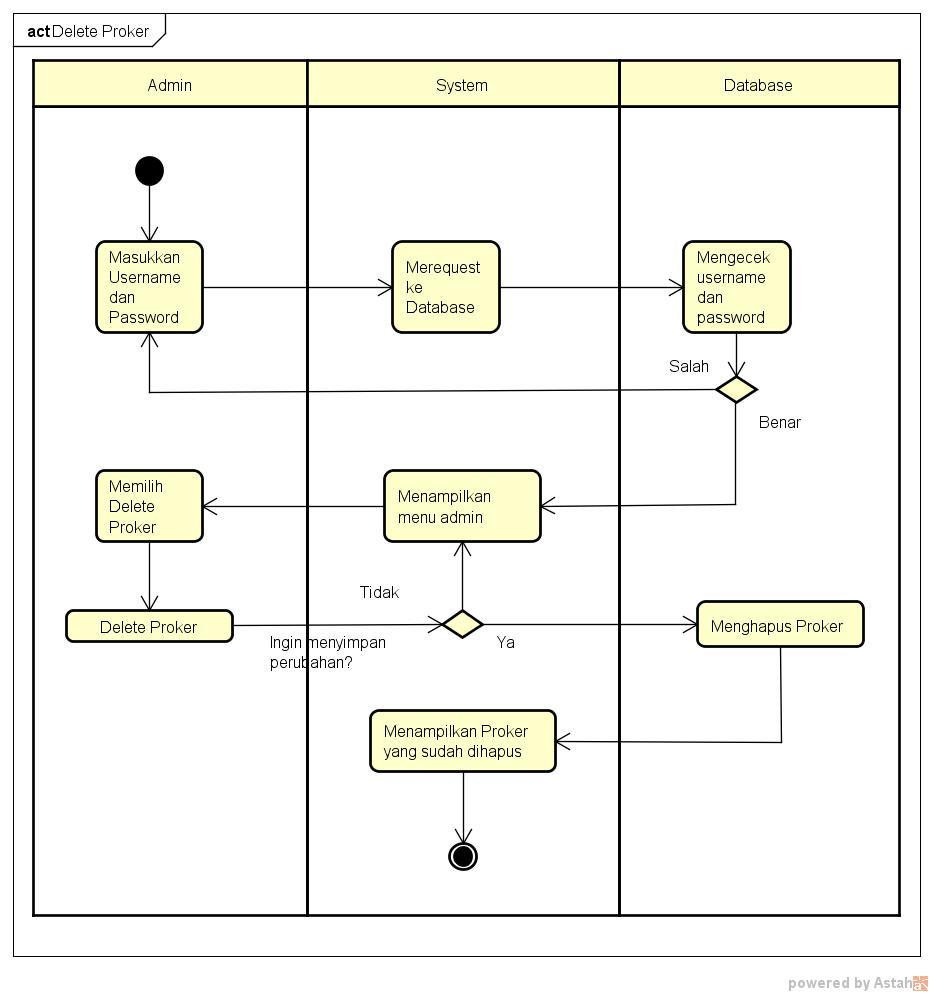 act Delete Proker
Admin
System
Database
Masukkan
Username
dan
Password
Merequest
ke
Database
Mengecek
username
dan
password
Salah
Benar
Memilih
Delete
Proker
Menampilkan
menu admin
Tidak
Delete Proker
Ingin menyimpan
perubahan?
Ya
Menghapus Proker
Menampilkan Proker
yang sudah dihapus
powered by Astah